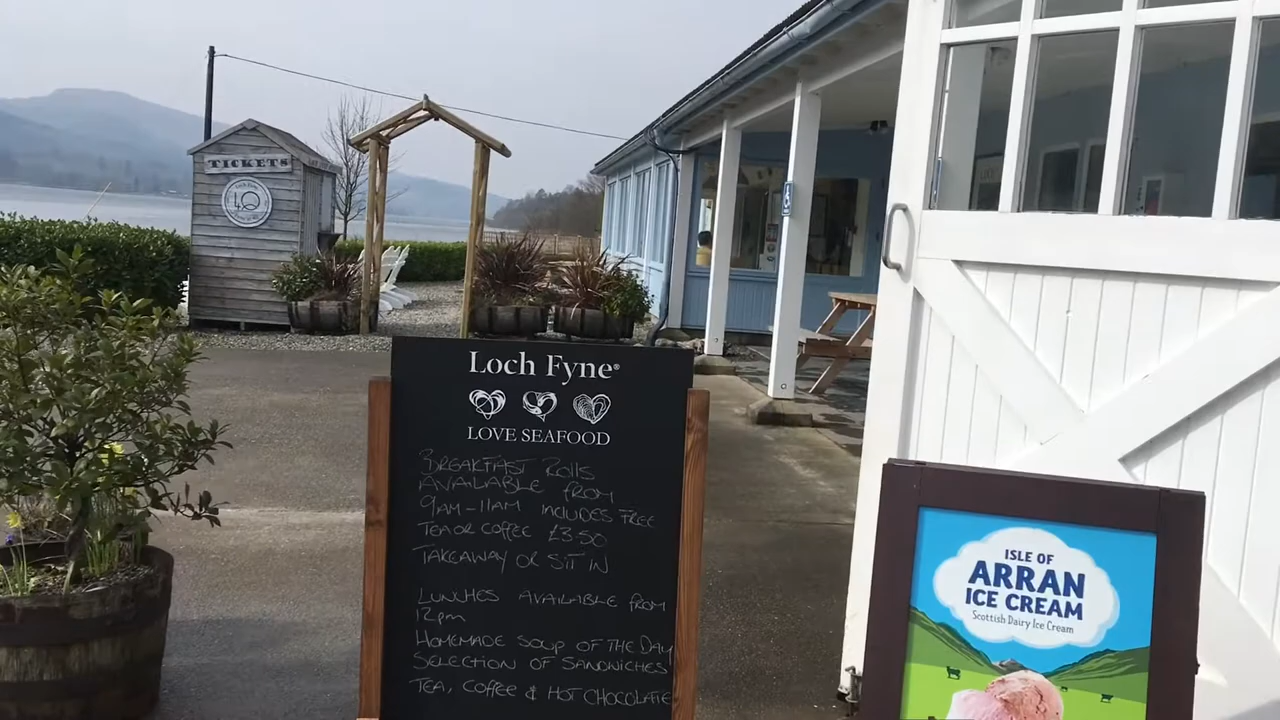 TICKETS
LQ
Loch Fyne®
LOVE SEAFOOD
BREAKFAST ROLLS
AVAILABLE FROM
9AM-11AM INCLUDES FREE
TEA OR COFFEE £3.50
TAKEAWAY OR SIT IN
LUNCHES AVAILABLE FROM
12pm
HOMEMADE SOUP OF THE DAY
SELECTION OF SANDWICHES
TEA, COFFEE & HOT CHOCOLATE
ISLE OF
ARRAN
ICE CREAM
Scottish Dairy Ice Cream